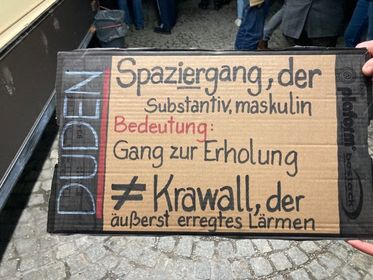 DUDEN
Spaziergang, der
Substantiv, maskulin
Bedeutung:
Gang zur Erholung
≠ Krawall, der
äußerst erregtes Lärmen